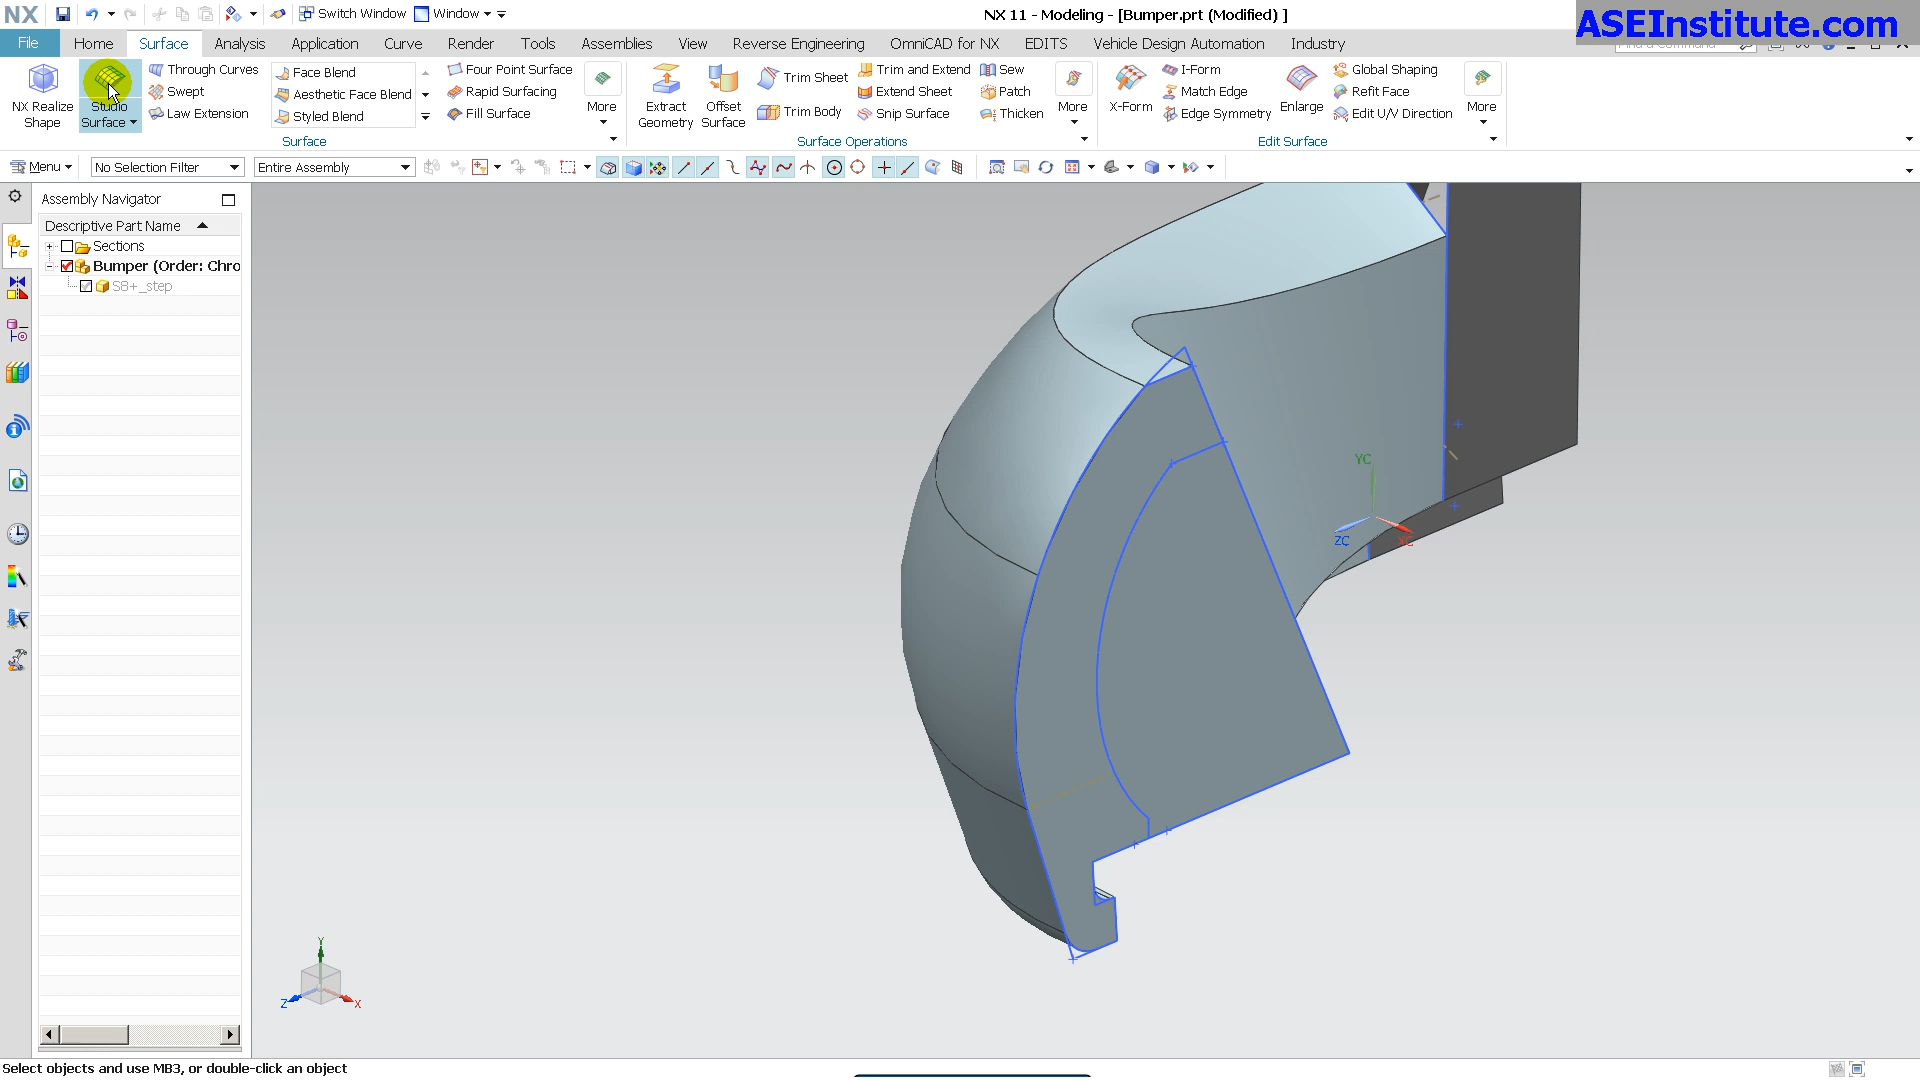 NX
Switch Window
Window
NX 11 - Modeling - [Bumper.prt (Modified) ]
ASEInstitute.com
File
Home
Surface
Analysis
Application
Curve
Render
Tools
Assemblies
View
Reverse Engineering
OmniCAD for NX
EDITS
Vehicle Design Automation
Industry
NX Realize
Shape
Studio
Surface
Through Curves
Swept
Law Extension
Face Blend
Aesthetic Face Blend
Styled Blend
Four Point Surface
Rapid Surfacing
Fill Surface
More
Surface
Extract
Geometry
Offset
Surface
Trim Sheet
Trim Body
Trim and Extend
Extend Sheet
Snip Surface
Sew
Patch
Thicken
More
Surface Operations
X-Form
I-Form
Match Edge
Edge Symmetry
Enlarge
Global Shaping
Refit Face
Edit U/V Direction
More
Edit Surface
Menu
No Selection Filter
Entire Assembly
Assembly Navigator
Descriptive Part Name
Sections
Bumper (Order: Chro
S8+_step
YC
ZC
XC
Y
Z
X
Select objects and use MB3, or double-click an object